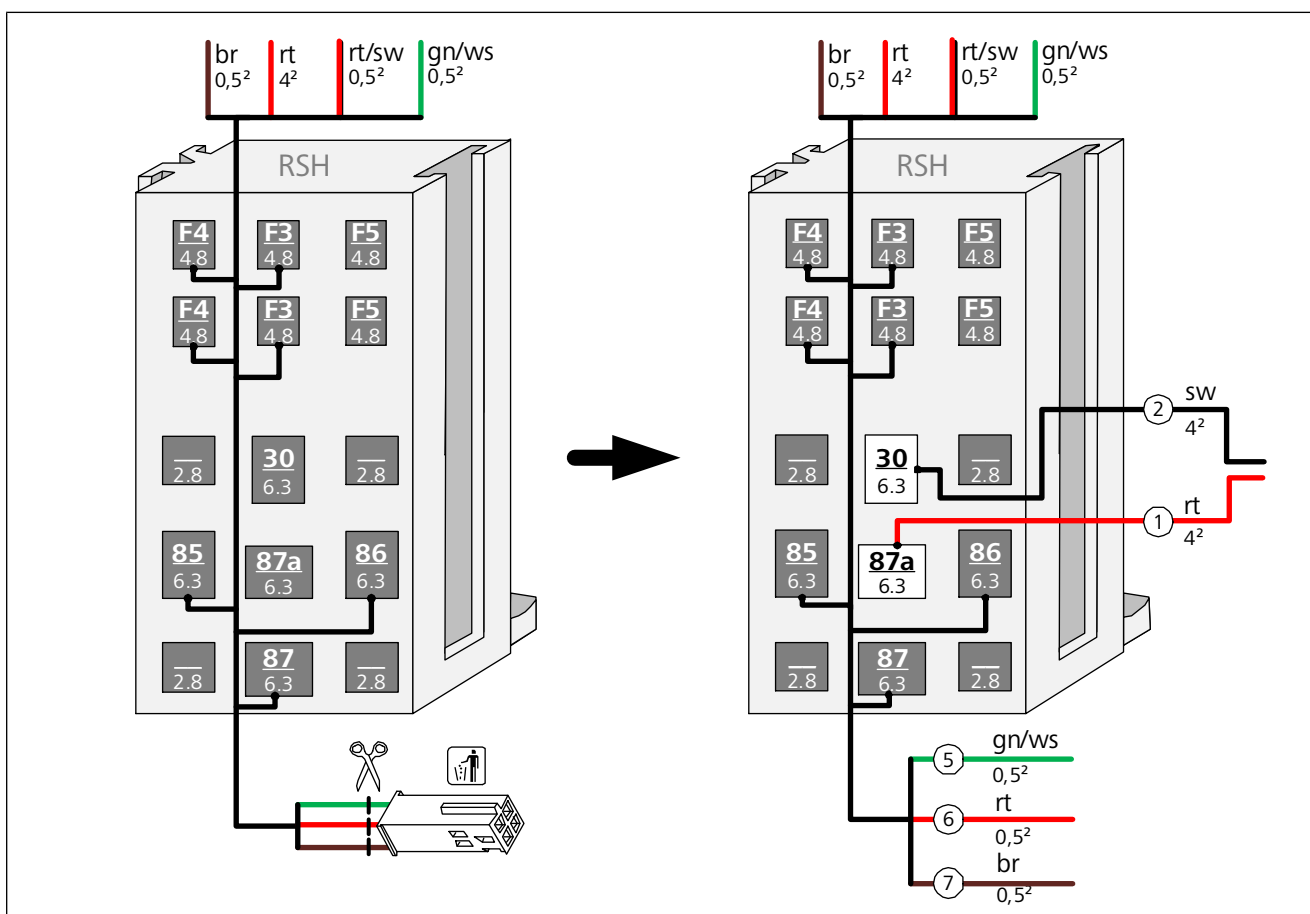 br rt rt/sw gn/ws
0,5² 4² 0,5² 0,5²
RSH
F4 F3 F5
4.8 4.8 4.8
F4 F3 F5
4.8 4.8 4.8
30
2.8 6.3 2.8
85 87a 86
6.3 6.3 6.3
87
2.8 6.3 2.8
br rt rt/sw gn/ws
0,5² 4² 0,5² 0,5²
RSH
F4 F3 F5
4.8 4.8 4.8
F4 F3 F5
4.8 4.8 4.8
2 sw
4²
30
2.8 6.3 2.8
1 rt
4²
85 87a 86
6.3 6.3 6.3
87
2.8 6.3 2.8
5 gn/ws
0,5²
6 rt
0,5²
7 br
0,5²